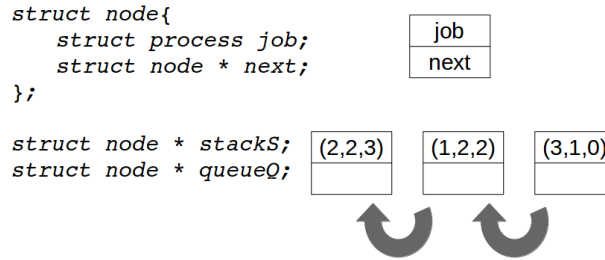 struct node{
struct process job;
struct node * next;
};
job
next
struct node * stackS;
struct node * queueQ;
(2,2,3)
(1,2,2)
(3,1,0)